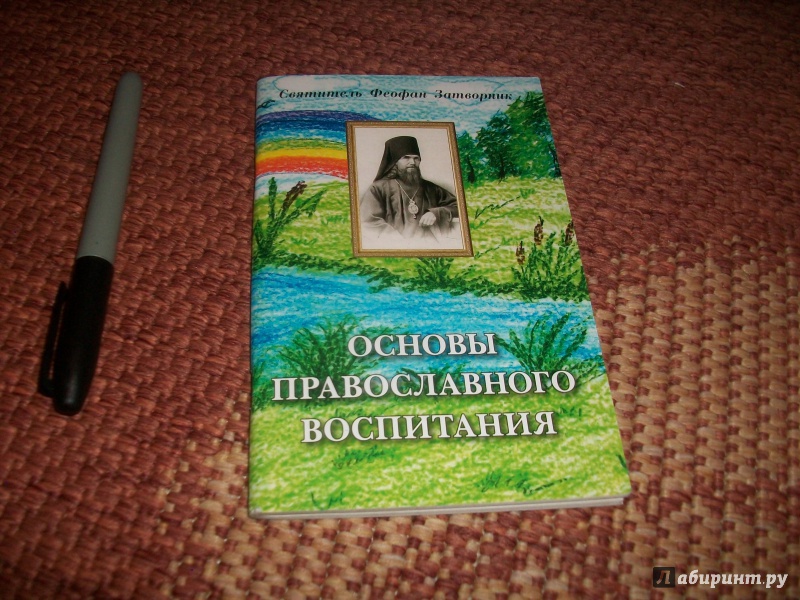 Святитель Феофан Затворник
ОСНОВЫ
ПРАВОСЛАВНОГО
ВОСПИТАНИЯ
Лабиринт.ру